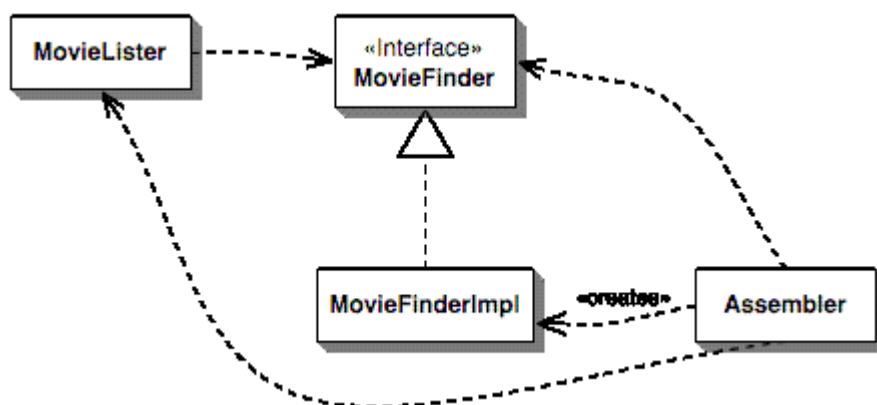 MovieLister
«Interface»
MovieFinder
MovieFinderImpl
«creates»
Assembler